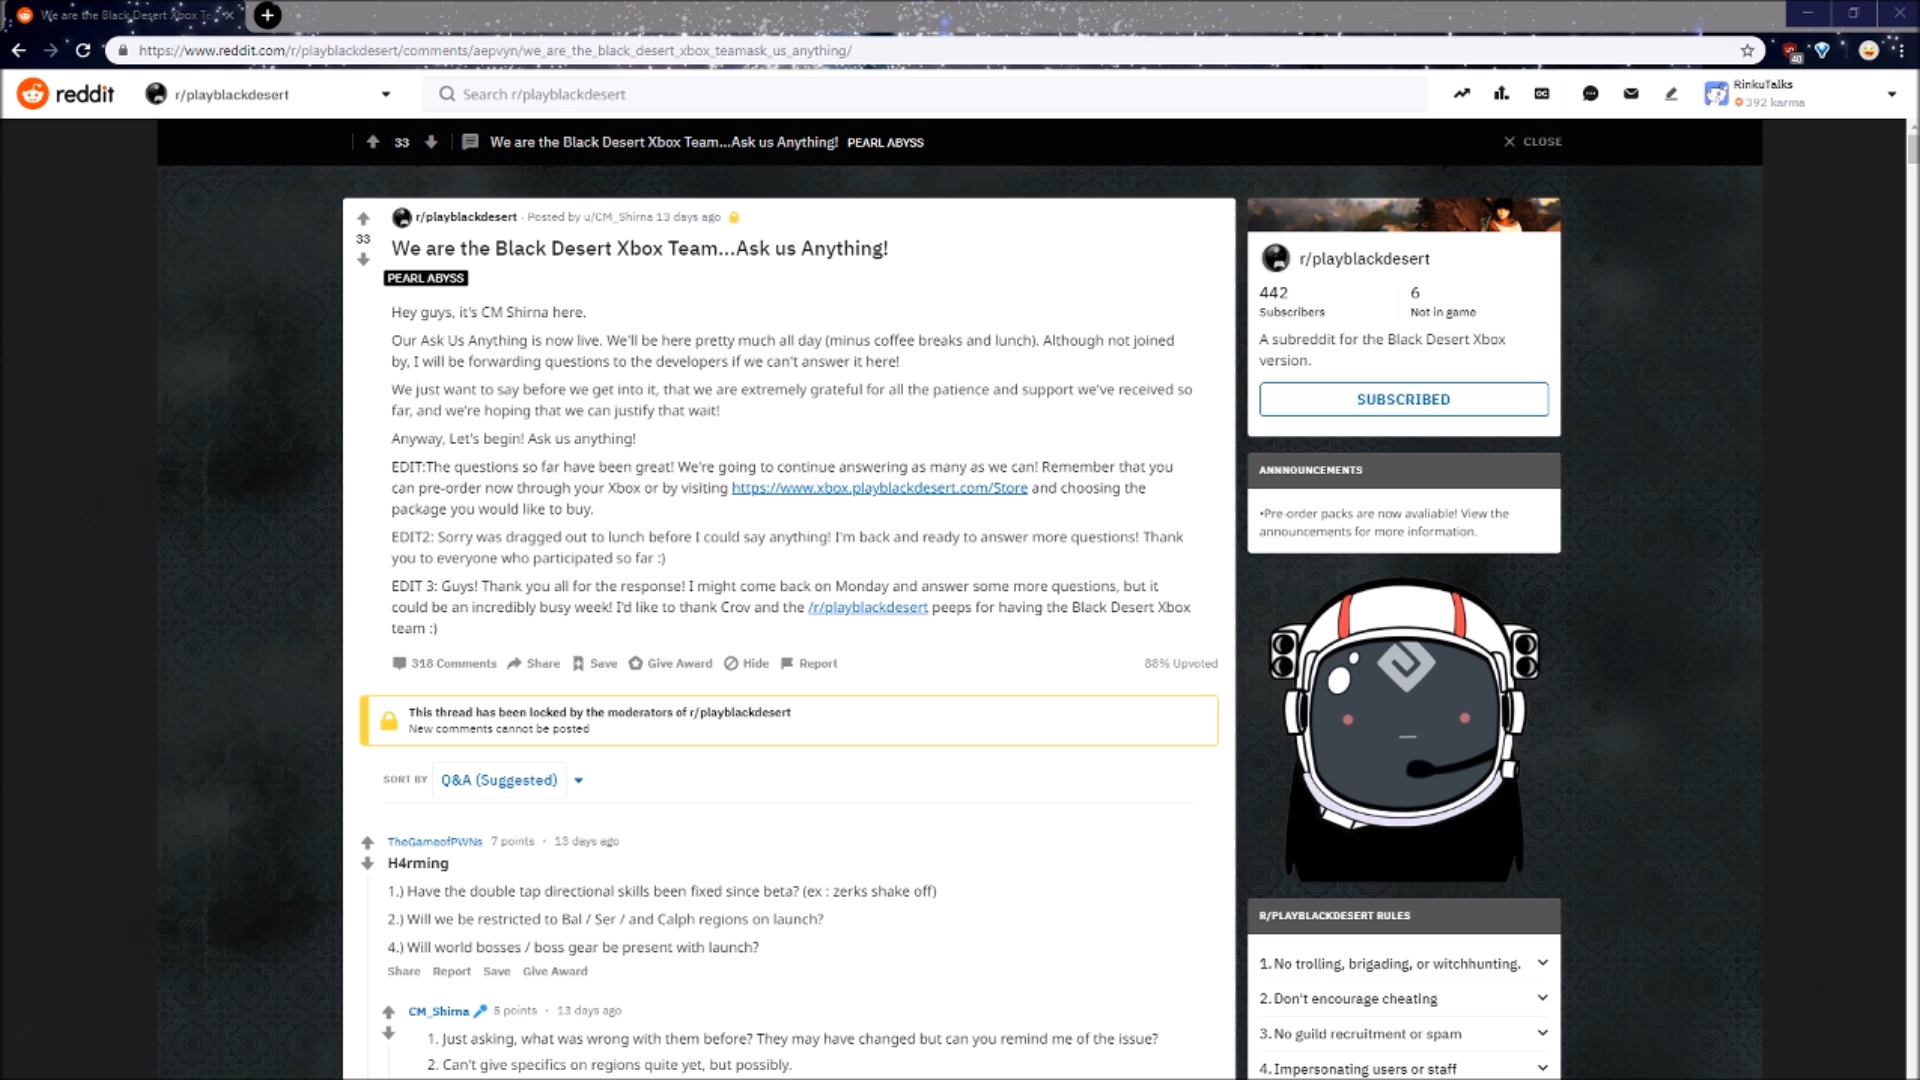 We are the Black Desert Xbox Te
https://www.reddit.com/r/playblackdesert/comments/aepvyn/we_are_the_black_desert_xbox_teamask_us_anything/
40
reddit
r/playblackdesert
Search r/playblackdesert
RinkuTalks
392 karma
33
We are the Black Desert Xbox Team...Ask us Anything! PEARL ABYSS
CLOSE
r/playblackdesert · Posted by u/CM_Shirna 13 days ago
33
We are the Black Desert Xbox Team...Ask us Anything!
PEARL ABYSS
Hey guys, it's CM Shirna here.
Our Ask Us Anything is now live. We'll be here pretty much all day (minus coffee breaks and lunch). Although not joined
by, I will be forwarding questions to the developers if we can't answer it here!
We just want to say before we get into it, that we are extremely grateful for all the patience and support we've received so
far, and we're hoping that we can justify that wait!
Anyway, Let's begin! Ask us anything!
EDIT:The questions so far have been great! We're going to continue answering as many as we can! Remember that you
can pre-order now through your Xbox or by visiting https://www.xbox.playblackdesert.com/Store and choosing the
package you would like to buy.
EDIT2: Sorry was dragged out to lunch before I could say anything! I'm back and ready to answer more questions! Thank
you to everyone who participated so far :)
EDIT 3: Guys! Thank you all for the response! I might come back on Monday and answer some more questions, but it
could be an incredibly busy week! I'd like to thank Crov and the /r/playblackdesert peeps for having the Black Desert Xbox
team :)
318 Comments Share Save Give Award Hide Report
88% Upvoted
This thread has been locked by the moderators of r/playblackdesert
New comments cannot be posted
SORT BY Q&A (Suggested)
TheGameofPWNs 7 points · 13 days ago
H4rming
1.) Have the double tap directional skills been fixed since beta? (ex : zerks shake off)
2.) Will we be restricted to Bal / Ser / and Calph regions on launch?
4.) Will world bosses / boss gear be present with launch?
Share Report Save Give Award
CM_Shirna 5 points · 13 days ago
1. Just asking, what was wrong with them before? They may have changed but can you remind me of the issue?
2. Can't give specifics on regions quite yet, but possibly.
r/playblackdesert
442
Subscribers
6
Not in game
A subreddit for the Black Desert Xbox
version.
SUBSCRIBED
ANNNOUNCEMENTS
•Pre-order packs are now avaliable! View the
announcements for more information.
R/PLAYBLACKDESERT RULES
1. No trolling, brigading, or witchhunting.
2. Don't encourage cheating
3. No guild recruitment or spam
4. Impersonating users or staff